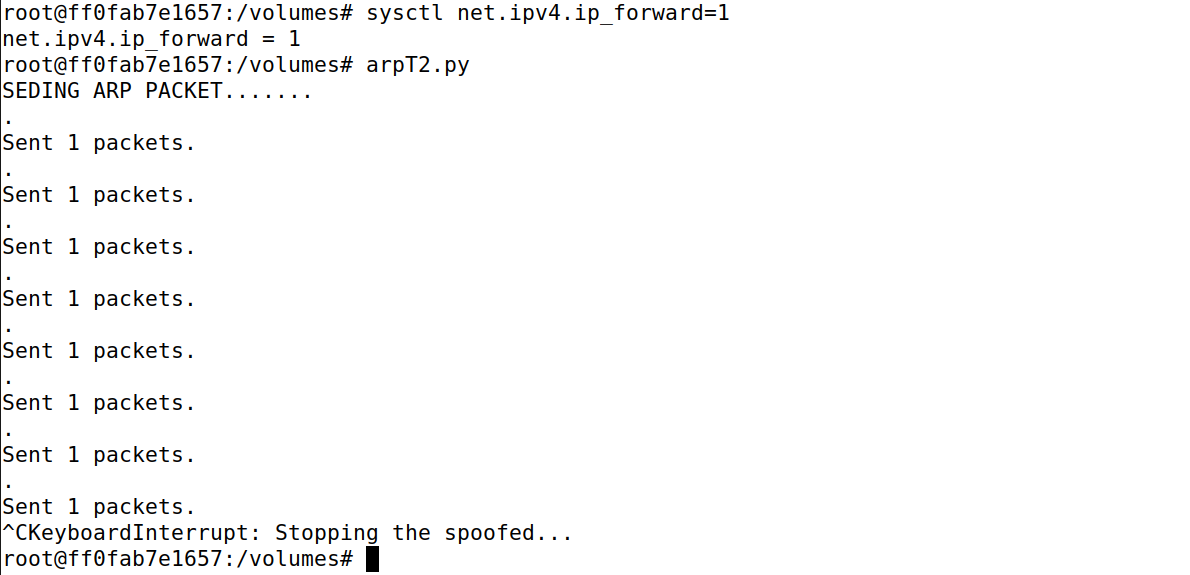 root@ff0fab7e1657:/volumes# sysctl net.ipv4.ip_forward=1
net.ipv4.ip_forward = 1
root@ff0fab7e1657:/volumes# arpT2.py
SEDING ARP PACKET.......
.
Sent 1 packets.
.
Sent 1 packets.
.
Sent 1 packets.
.
Sent 1 packets.
.
Sent 1 packets.
.
Sent 1 packets.
.
Sent 1 packets.
.
Sent 1 packets.
^CKeyboardInterrupt: Stopping the spoofed...
root@ff0fab7e1657:/volumes#